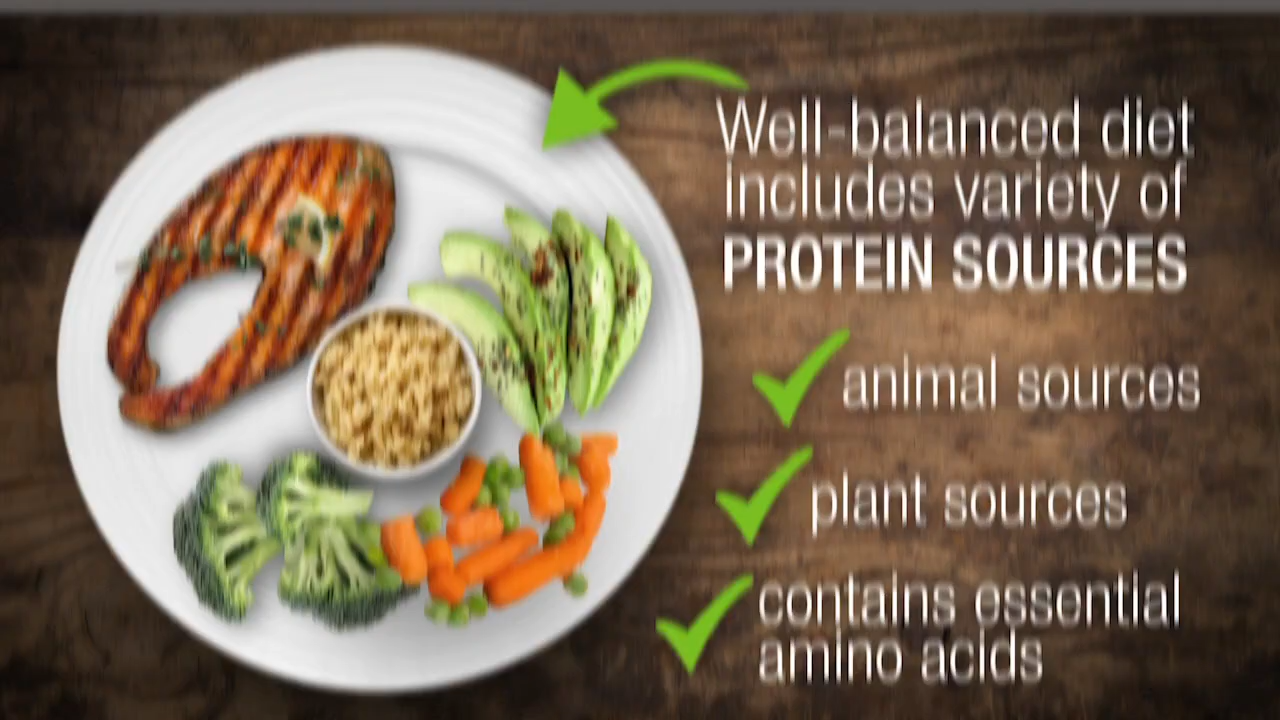 Well-balanced diet
includes variety of
PROTEIN SOURCES
animal sources
plant sources
contains essential
amino acids